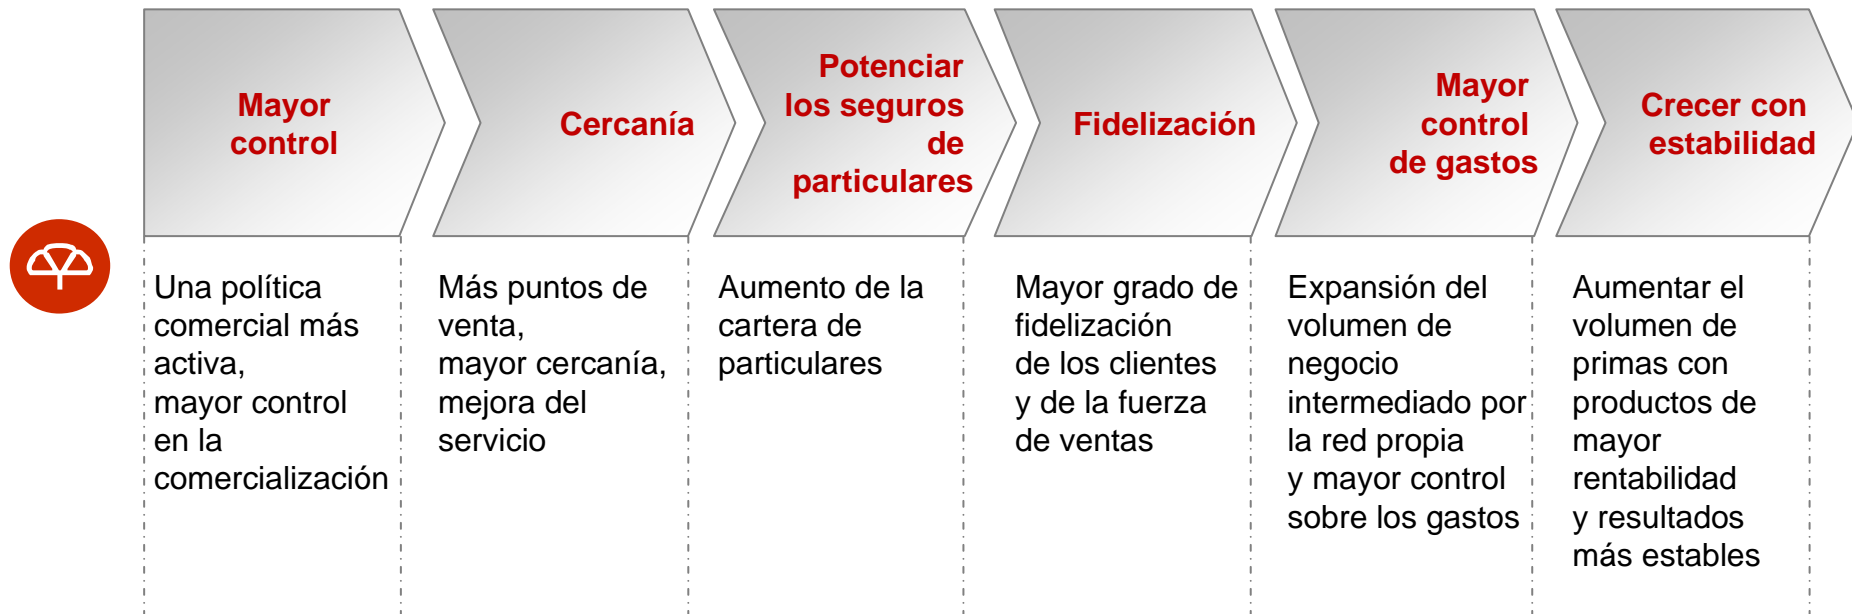 Mayor
control
Cercanía
Potenciar
los seguros
de
particulares
Fidelización
Mayor
control
de gastos
Crecer con
estabilidad
Una política
comercial más
activa,
mayor control
en la
comercialización
Más puntos de
venta,
mayor cercanía,
mejora del
servicio
Aumento de la
cartera de
particulares
Mayor grado de
fidelización
de los clientes
y de la fuerza
de ventas
Expansión del
volumen de
negocio
intermediado por
la red propia
y mayor control
sobre los gastos
Aumentar el
volumen de
primas con
productos de
mayor
rentabilidad
y resultados
más estables